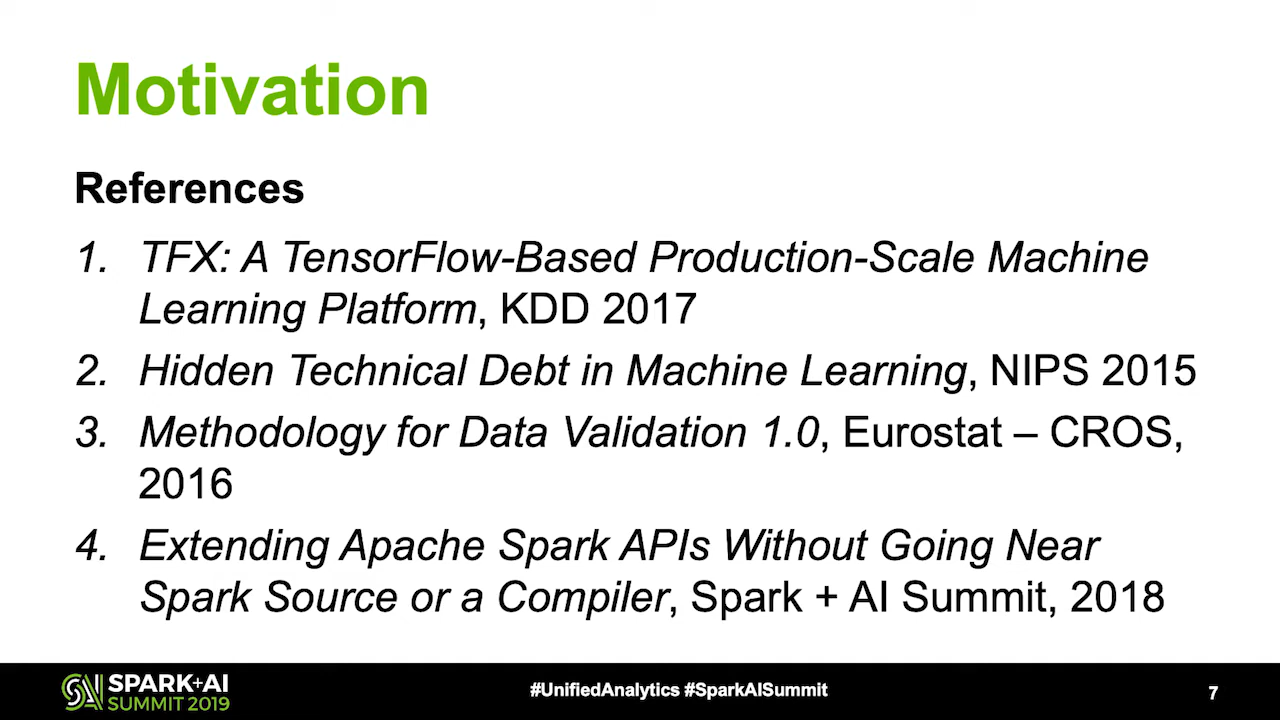 Motivation
References
1. TFX: A TensorFlow-Based Production-Scale Machine
Learning Platform, KDD 2017
2. Hidden Technical Debt in Machine Learning, NIPS 2015
3. Methodology for Data Validation 1.0, Eurostat – CROS,
2016
4. Extending Apache Spark APIs Without Going Near
Spark Source or a Compiler, Spark + AI Summit, 2018
SPARK+AI
SUMMIT 2019
#UnifiedAnalytics #SparkAISummit
7